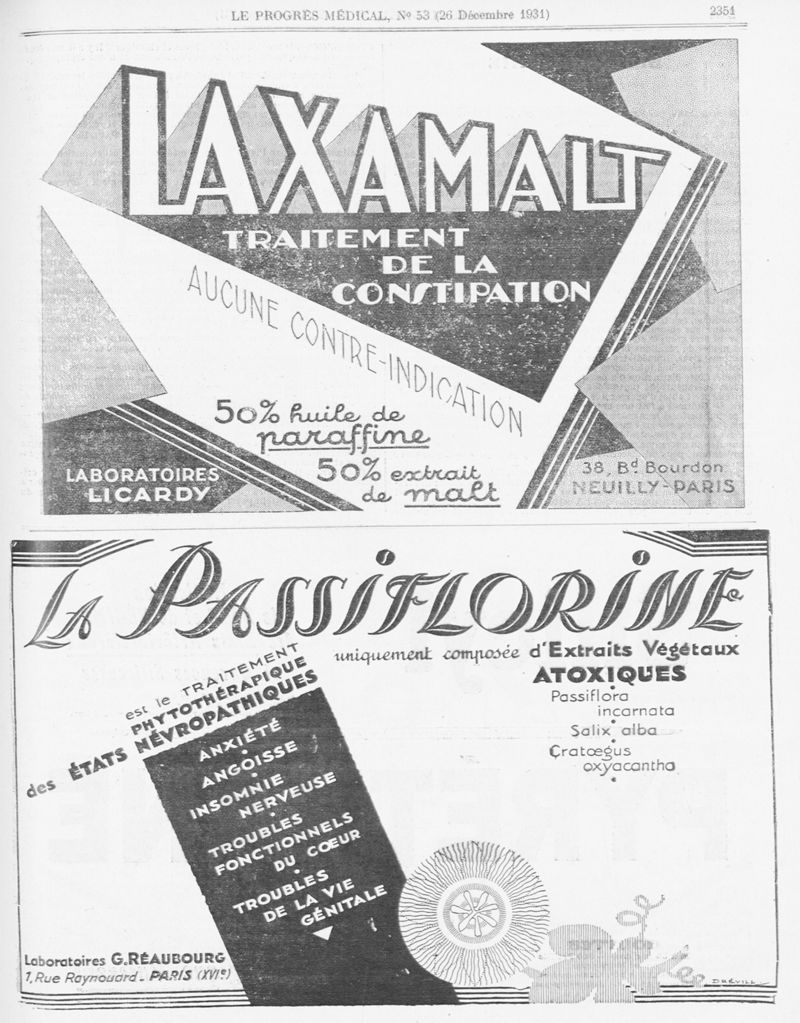 LE PROGRÈS MÉDICAL, No 53 (26 Décembre 1931)
2351
LAXAMALT
TRAITEMENT
DE LA
CONSTIPATION
AUCUNE CONTRE-INDICATION
50% huile de
paraffine
50% extrait
de malt
LABORATOIRES
LICARDY
38, Bd Bourdon
NEUILLY-PARIS
LA PASSIFLORINE
uniquement composée d'Extraits Végétaux
ATOXIQUES
Passiflora
incarnata
Salix alba
Cratœgus
oxyacantha
est le TRAITEMENT
PHYTOTHÉRAPIQUE
des ÉTATS NÉVROPATHIQUES
ANXIÉTÉ
ANGOISSE
INSOMNIE
NERVEUSE
TROUBLES
FONCTIONNELS
DU CŒUR
TROUBLES
DE LA VIE
GÉNITALE
Laboratoires G.RÉAUBOURG
1, Rue Raynouard - PARIS (XVIe)